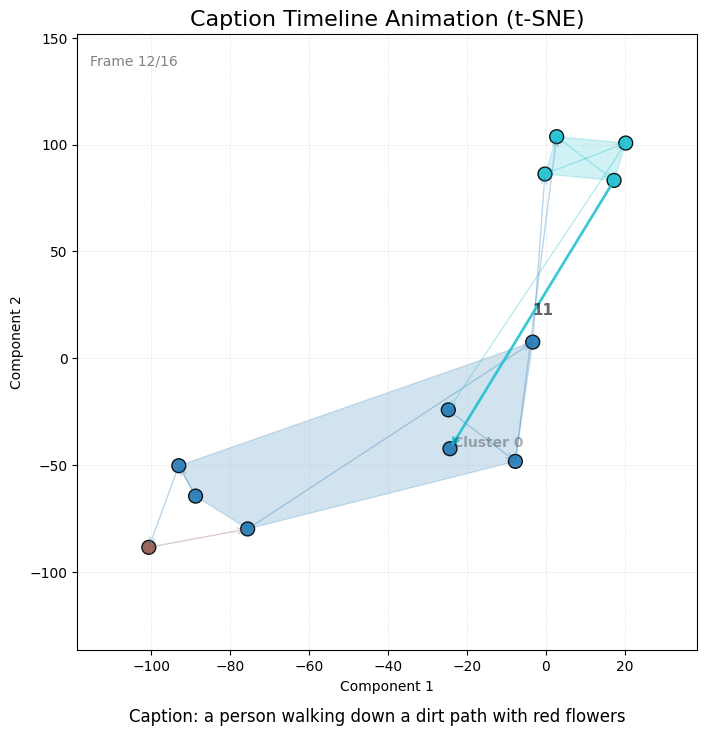 Caption Timeline Animation (t-SNE)
150
Frame 12/16
100
50
11
0
Cluster 0
−50
−100
Component 2
−100
−80
−60
−40
−20
0
20
Component 1
Caption: a person walking down a dirt path with red flowers